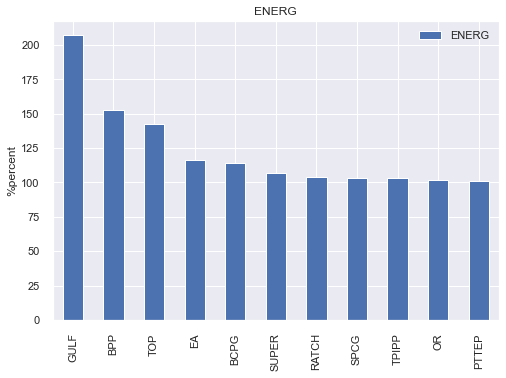 ENERG
ENERG
%percent
200
175
150
125
100
75
50
25
0
GULF
BPP
TOP
EA
BCPG
SUPER
RATCH
SPCG
TPIPP
OR
PTTEP